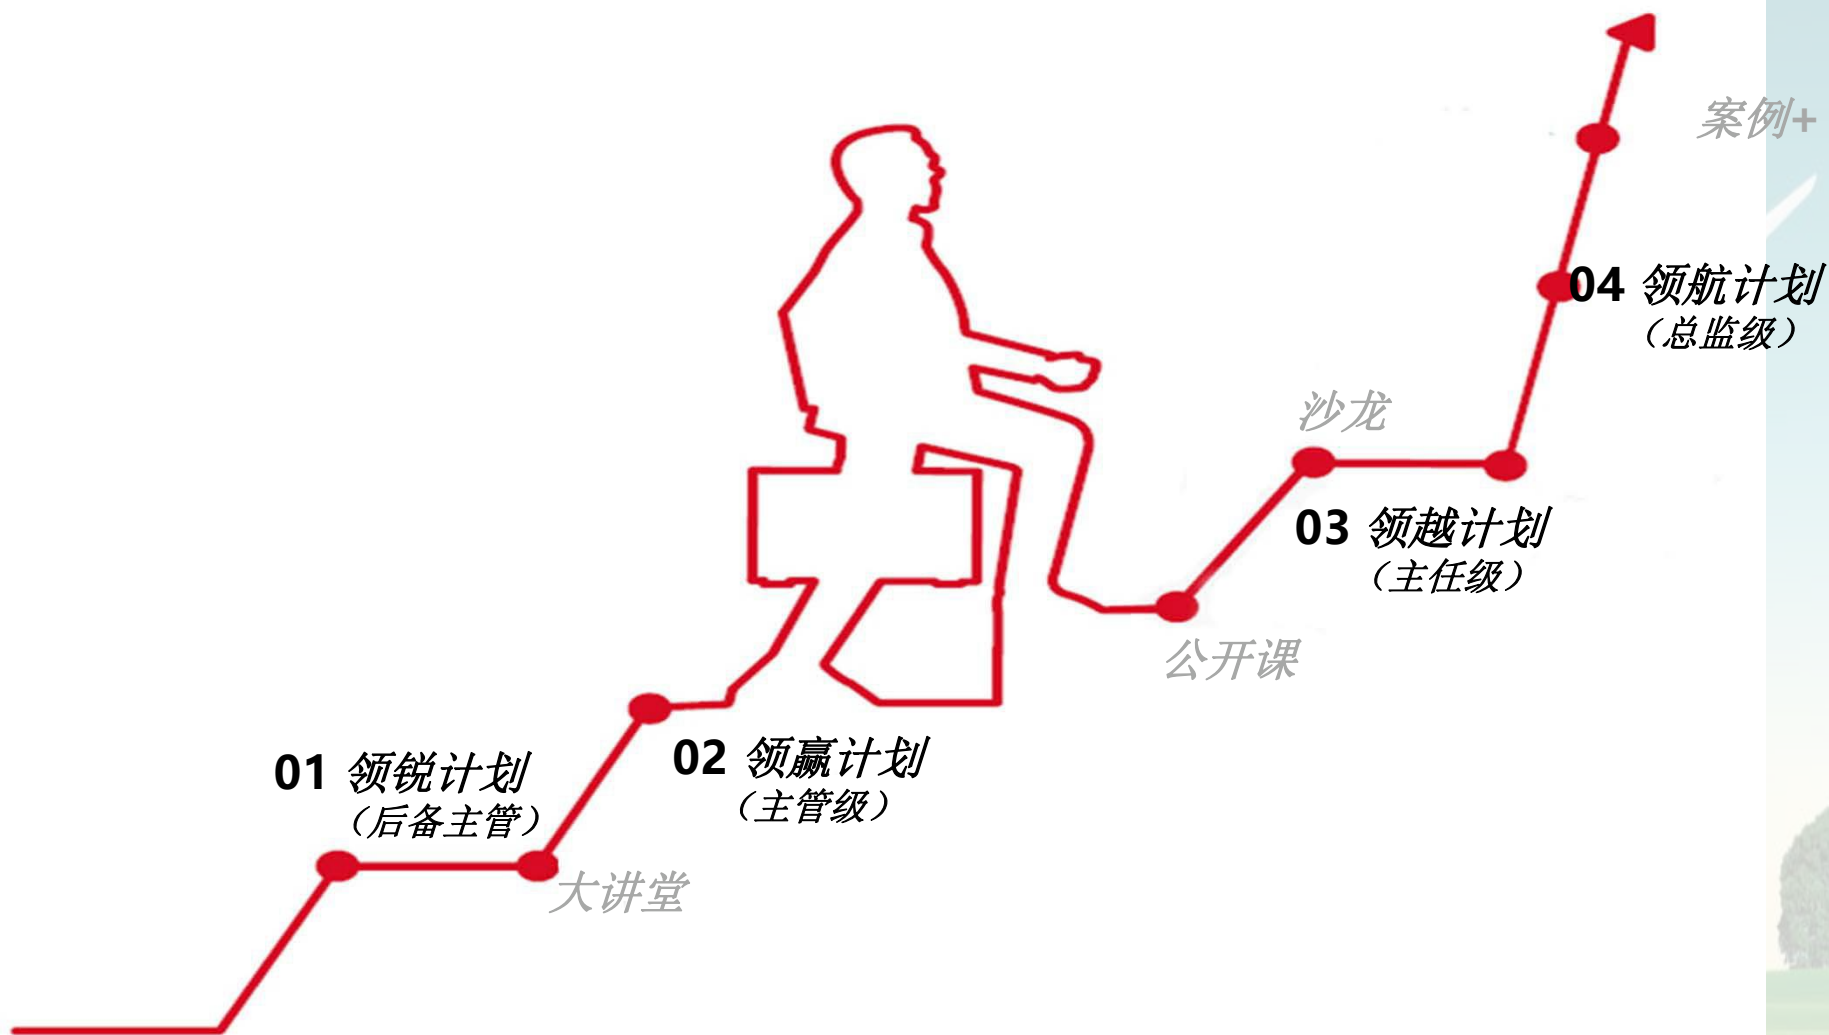 案例+
04 领航计划
（总监级）
沙龙
03 领越计划
（主任级）
公开课
02 领赢计划
（主管级）
01 领锐计划
（后备主管）
大讲堂